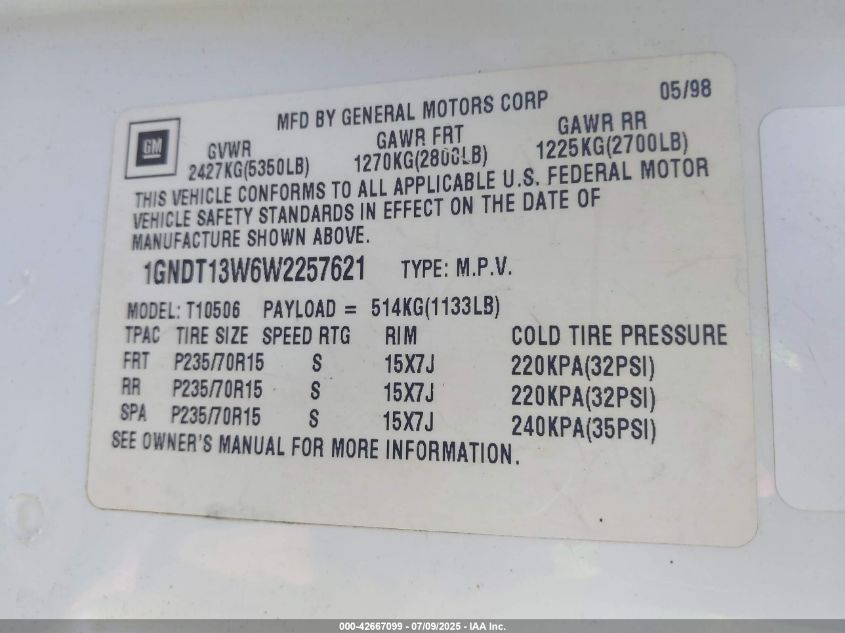 MFD BY GENERAL MOTORS CORP 05/98
GM
GVWR GAWR FRT GAWR RR
2427KG(5350LB) 1270KG(2800LB) 1225KG(2700LB)
THIS VEHICLE CONFORMS TO ALL APPLICABLE U.S. FEDERAL MOTOR
VEHICLE SAFETY STANDARDS IN EFFECT ON THE DATE OF
MANUFACTURE SHOWN ABOVE.
1GNDT13W6W2257621 TYPE: M.P.V.
MODEL: T10506 PAYLOAD = 514KG(1133LB)
TPAC TIRE SIZE SPEED RTG RIM COLD TIRE PRESSURE
FRT P235/70R15 S 15X7J 220KPA(32PSI)
RR P235/70R15 S 15X7J 220KPA(32PSI)
SPA P235/70R15 S 15X7J 240KPA(35PSI)
SEE OWNER'S MANUAL FOR MORE INFORMATION.
000-42667099 - 07/09/2025 - IAA Inc.